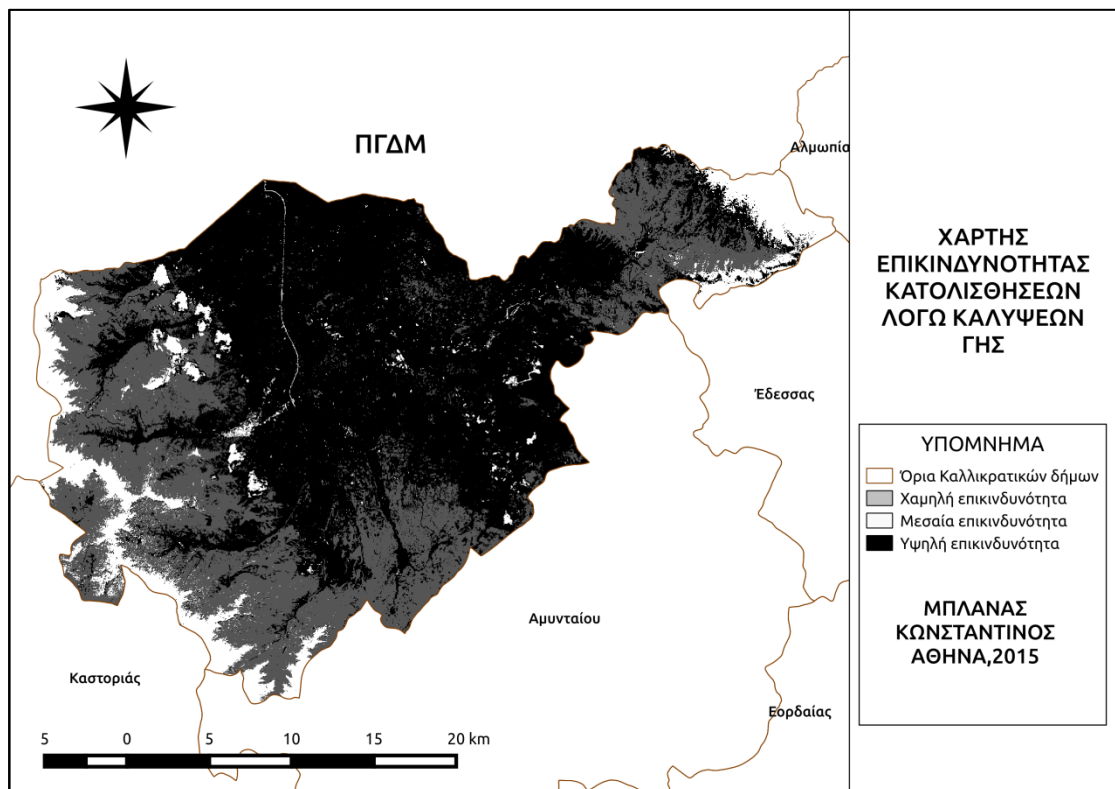 ΠΓΔΜ
Αλμωπία
Έδεσσας
Αμυνταίου
Καστοριάς
Εορδαίας
5 0 5 10 15 20 km
ΧΑΡΤΗΣ
ΕΠΙΚΙΝΔΥΝΟΤΗΤΑΣ
ΚΑΤΟΛΙΣΘΗΣΕΩΝ
ΛΟΓΩ ΚΑΛΥΨΕΩΝ
ΓΗΣ
ΥΠΟΜΝΗΜΑ
Όρια Καλλικρατικών δήμων
Χαμηλή επικινδυνότητα
Μεσαία επικινδυνότητα
Υψηλή επικινδυνότητα
ΜΠΛΑΝΑΣ
ΚΩΝΣΤΑΝΤΙΝΟΣ
ΑΘΗΝΑ,2015